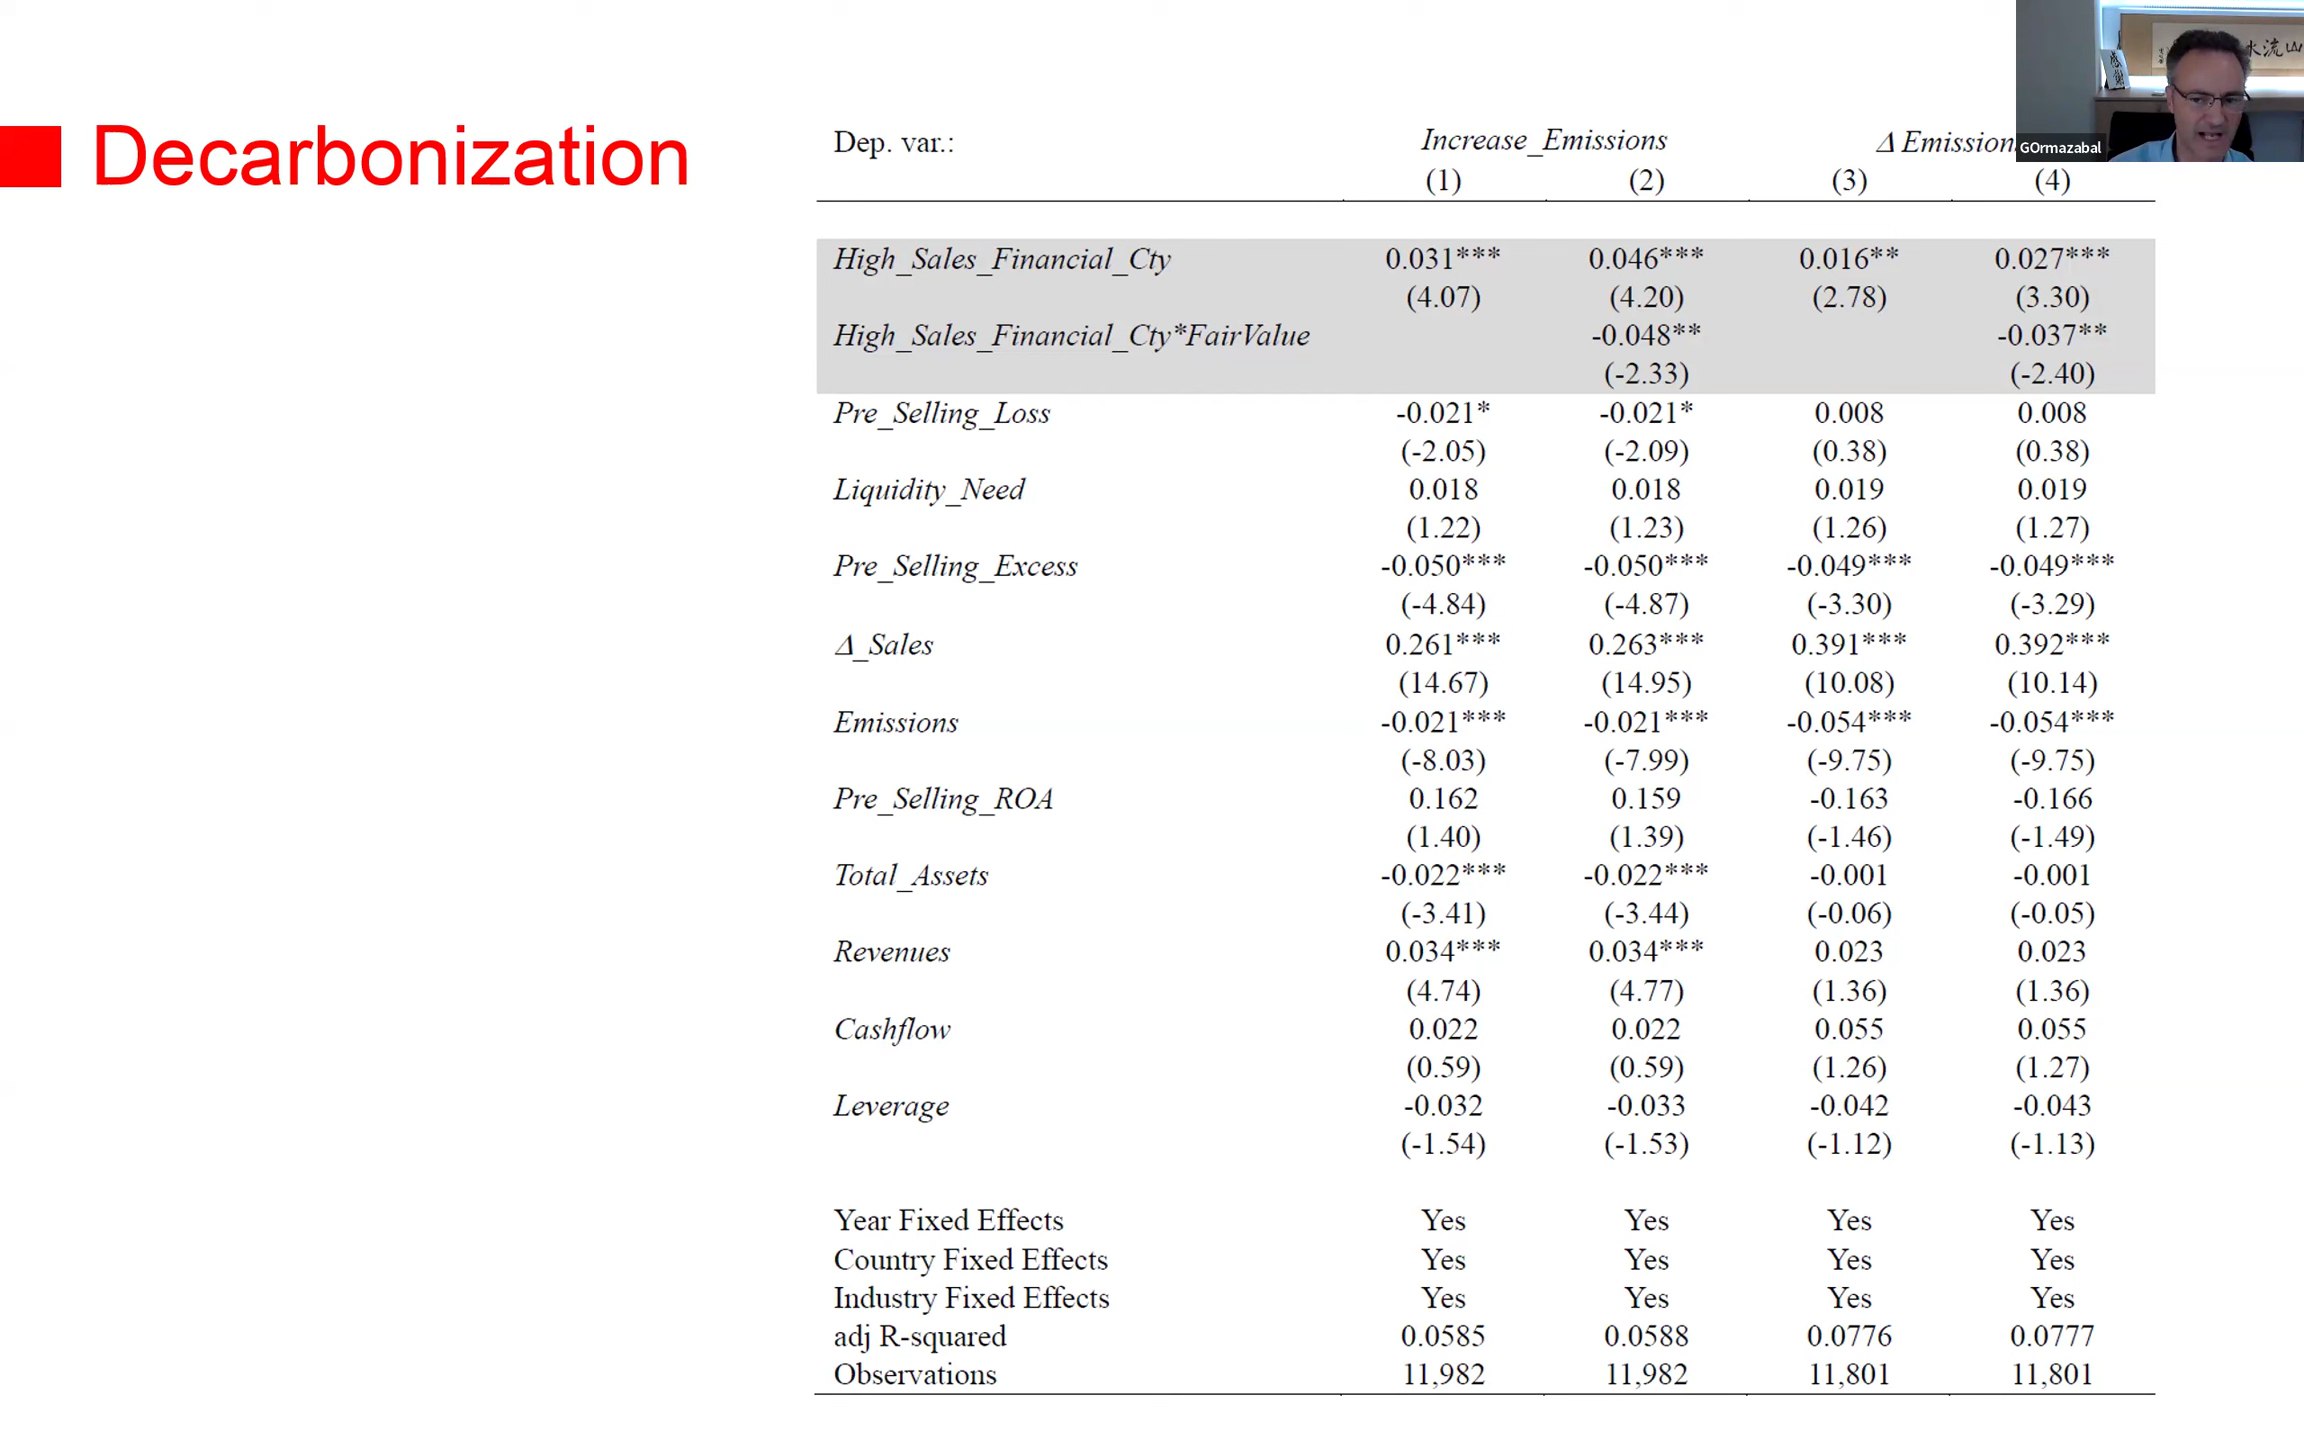 Decarbonization
Dep. var.: Increase_Emissions Δ Emission
(1) (2) (3) (4)
High_Sales_Financial_Cty 0.031*** 0.046*** 0.016** 0.027***
(4.07) (4.20) (2.78) (3.30)
High_Sales_Financial_Cty*FairValue -0.048** -0.037**
(-2.33) (-2.40)
Pre_Selling_Loss -0.021* -0.021* 0.008 0.008
(-2.05) (-2.09) (0.38) (0.38)
Liquidity_Need 0.018 0.018 0.019 0.019
(1.22) (1.23) (1.26) (1.27)
Pre_Selling_Excess -0.050*** -0.050*** -0.049*** -0.049***
(-4.84) (-4.87) (-3.30) (-3.29)
Δ_Sales 0.261*** 0.263*** 0.391*** 0.392***
(14.67) (14.95) (10.08) (10.14)
Emissions -0.021*** -0.021*** -0.054*** -0.054***
(-8.03) (-7.99) (-9.75) (-9.75)
Pre_Selling_ROA 0.162 0.159 -0.163 -0.166
(1.40) (1.39) (-1.46) (-1.49)
Total_Assets -0.022*** -0.022*** -0.001 -0.001
(-3.41) (-3.44) (-0.06) (-0.05)
Revenues 0.034*** 0.034*** 0.023 0.023
(4.74) (4.77) (1.36) (1.36)
Cashflow 0.022 0.022 0.055 0.055
(0.59) (0.59) (1.26) (1.27)
Leverage -0.032 -0.033 -0.042 -0.043
(-1.54) (-1.53) (-1.12) (-1.13)
Year Fixed Effects Yes Yes Yes Yes
Country Fixed Effects Yes Yes Yes Yes
Industry Fixed Effects Yes Yes Yes Yes
adj R-squared 0.0585 0.0588 0.0776 0.0777
Observations 11,982 11,982 11,801 11,801
水流山
感謝
GOrmazabal